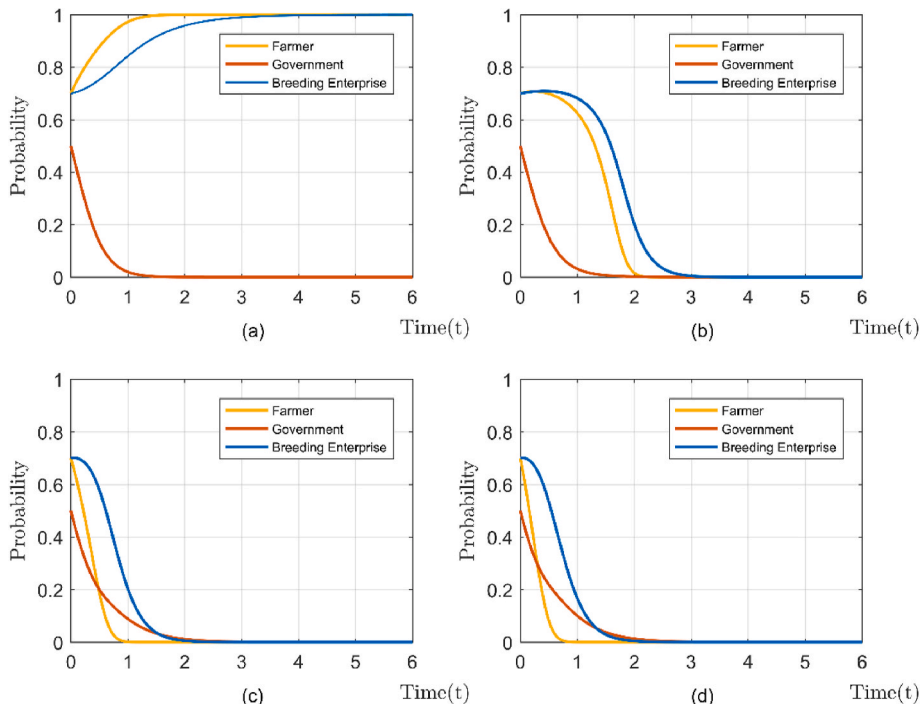 1
0.8
0.6
0.4
0.2
0
Probability
Farmer
Government
Breeding Enterprise
0 1 2 3 4 5 6
(a)
Time(t)
1
0.8
0.6
0.4
0.2
0
Probability
Farmer
Government
Breeding Enterprise
0 1 2 3 4 5 6
(b)
Time(t)
1
0.8
0.6
0.4
0.2
0
Probability
Farmer
Government
Breeding Enterprise
0 1 2 3 4 5 6
(c)
Time(t)
1
0.8
0.6
0.4
0.2
0
Probability
Farmer
Government
Breeding Enterprise
0 1 2 3 4 5 6
(d)
Time(t)